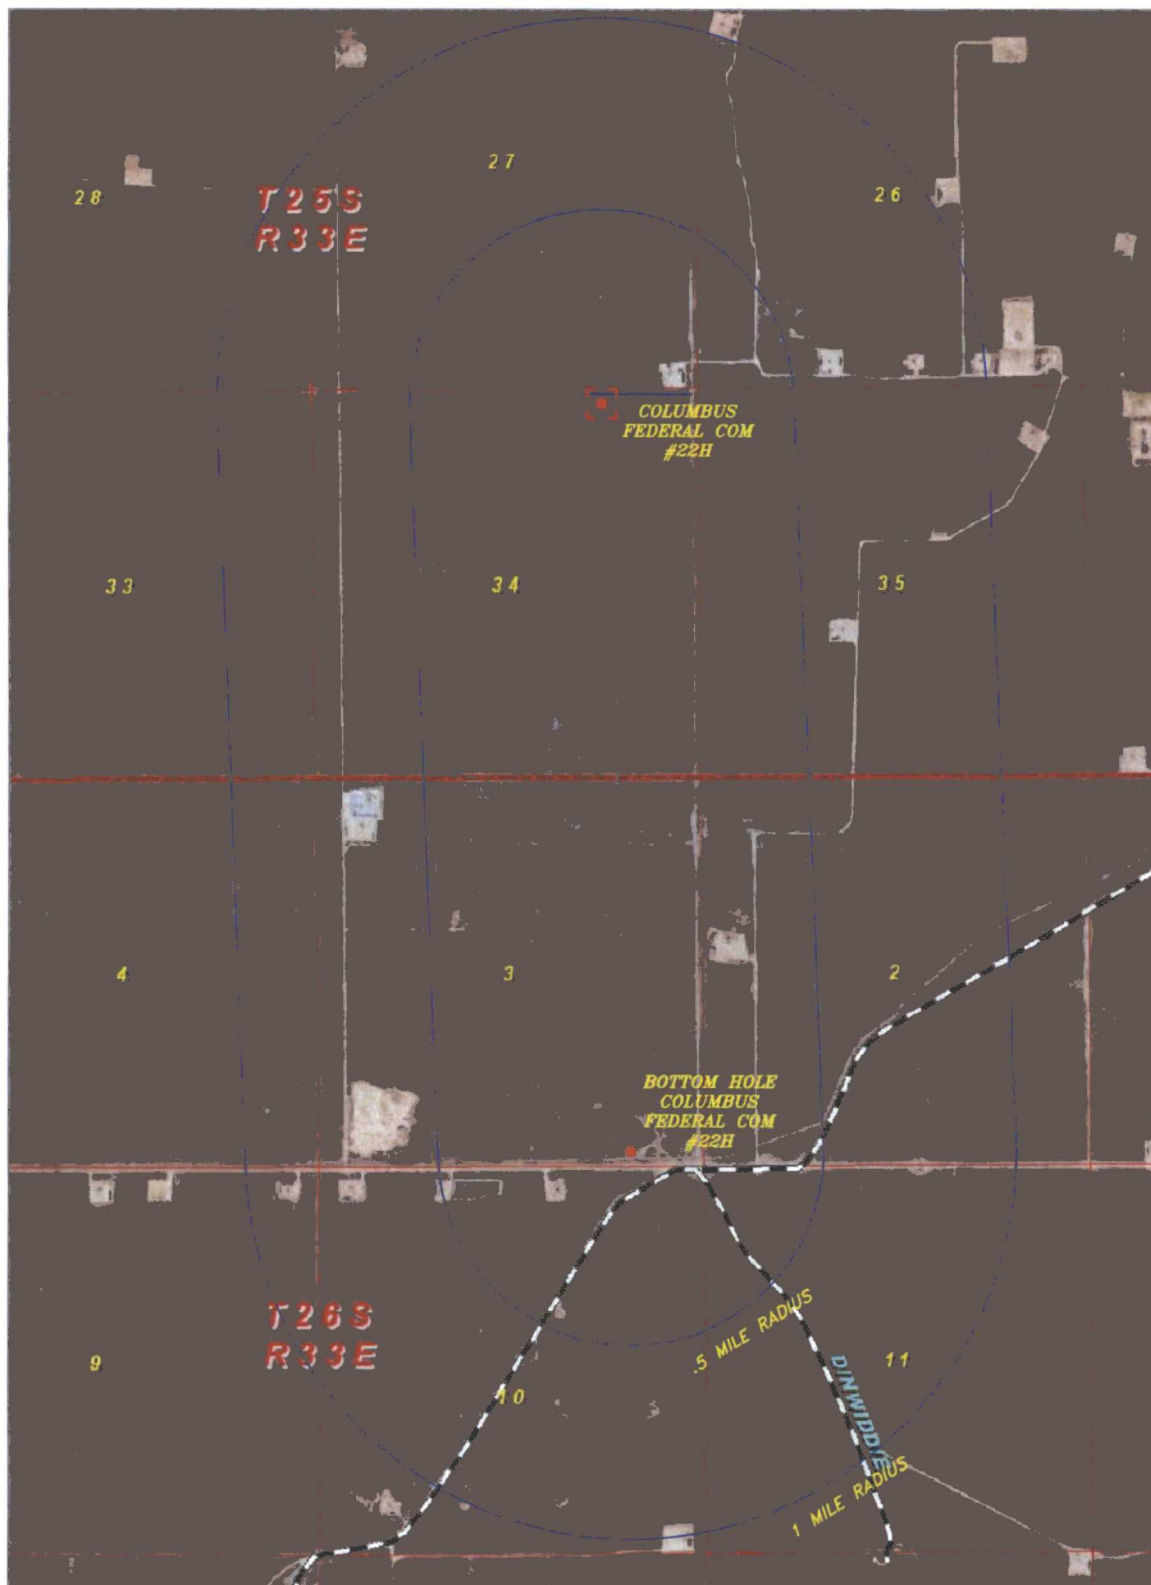 27
28
26
T25S
R33E
COLUMBUS
FEDERAL COM
#22H
33
34
35
4
3
2
BOTTOM HOLE
COLUMBUS
FEDERAL COM
#22H
T26S
R33E
.5 MILE RADIUS
9
11
DINWIDDIE
10
1 MILE RADIUS